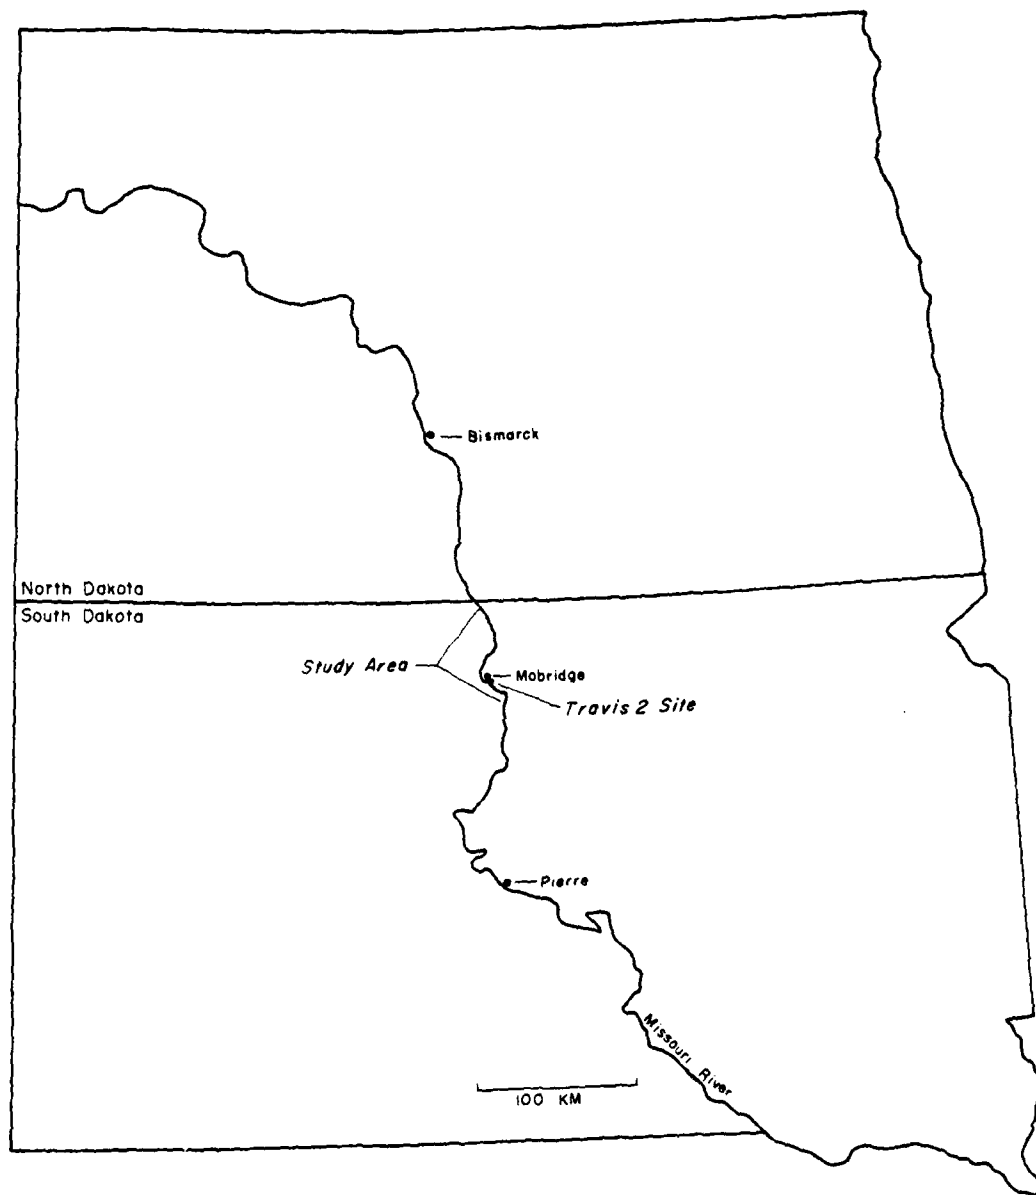 Bismarck
North Dakota
South Dakota
Study Area
Mobridge
Travis 2 Site
Pierre
Missouri River
100 KM